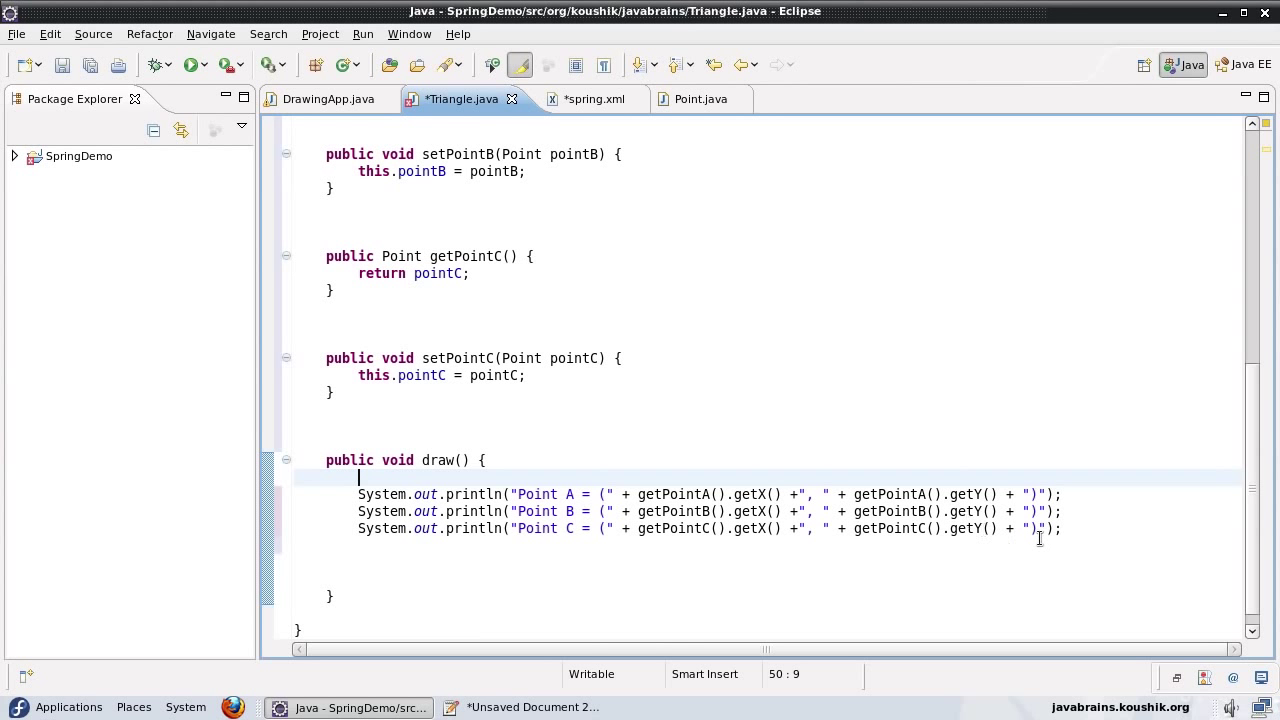 Java - SpringDemo/src/org/koushik/javabrains/Triangle.java - Eclipse
File Edit Source Refactor Navigate Search Project Run Window Help
Java Java EE
Package Explorer DrawingApp.java *Triangle.java *spring.xml Point.java
SpringDemo
public void setPointB(Point pointB) {
this.pointB = pointB;
}
public Point getPointC() {
return pointC;
}
public void setPointC(Point pointC) {
this.pointC = pointC;
}
public void draw() {
System.out.println("Point A = (" + getPointA().getX() +", " + getPointA().getY() + ")");
System.out.println("Point B = (" + getPointB().getX() +", " + getPointB().getY() + ")");
System.out.println("Point C = (" + getPointC().getX() +", " + getPointC().getY() + ")");
}
}
Writable Smart Insert 50 : 9
Applications Places System Java - SpringDemo/src... *Unsaved Document 2... javabrains.koushik.org